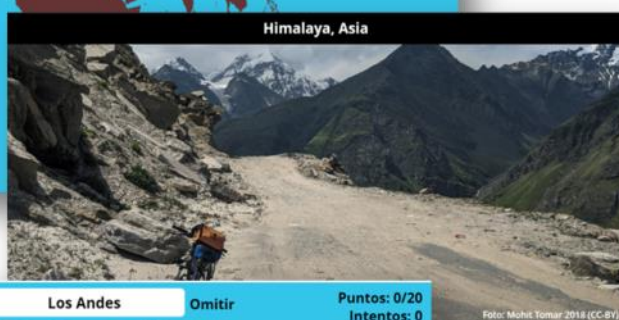 Himalaya, Asia
Los Andes
Omitir
Puntos: 0/20
Intentos: 0
Foto: Mohit Tomar 2018 (CC-BY)